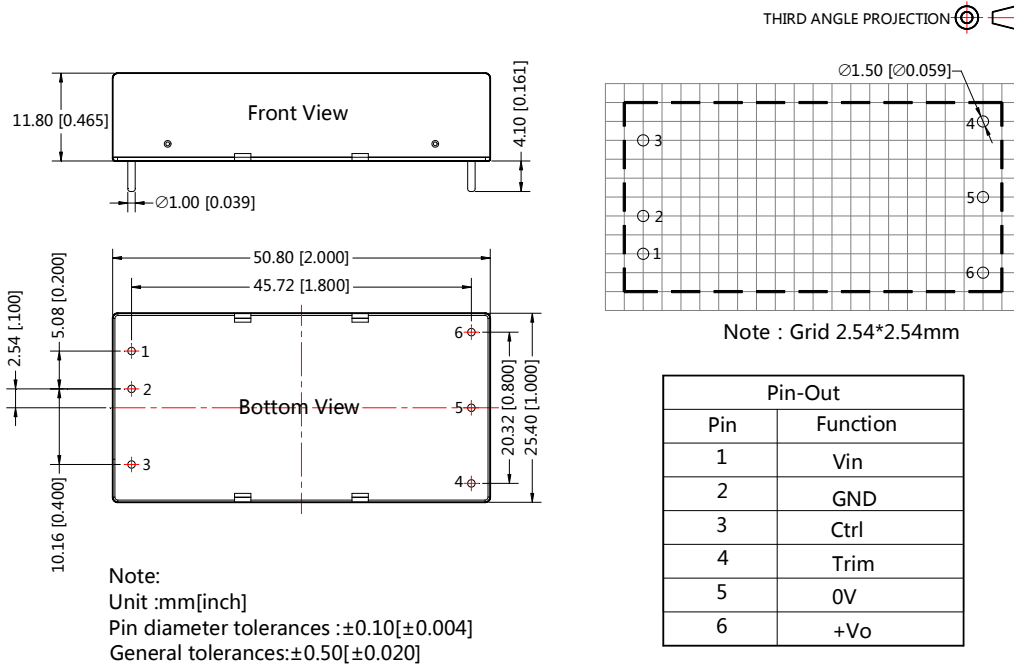 THIRD ANGLE PROJECTION
Front View
11.80 [0.465]
4.10 [0.161]
∅1.00 [0.039]
∅1.50 [∅0.059]
3
2
1
4
5
6
Note : Grid 2.54*2.54mm
50.80 [2.000]
45.72 [1.800]
2.54 [.100]
5.08 [0.200]
10.16 [0.400]
1
2
3
Bottom View
6
5
4
20.32 [0.800]
25.40 [1.000]
Pin-Out
Pin Function
1 Vin
2 GND
3 Ctrl
4 Trim
5 0V
6 +Vo
Note:
Unit :mm[inch]
Pin diameter tolerances :±0.10[±0.004]
General tolerances:±0.50[±0.020]